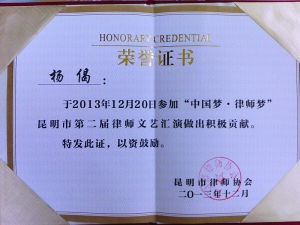 HONORARY CREDENTIAL
荣誉证书
杨 偈 ：
于2013年12月20日参加“中国梦·律师梦”
昆明市第二届律师文艺汇演做出积极贡献。
特发此证，以资鼓励。
昆明市律师协会
二〇一三年十二月